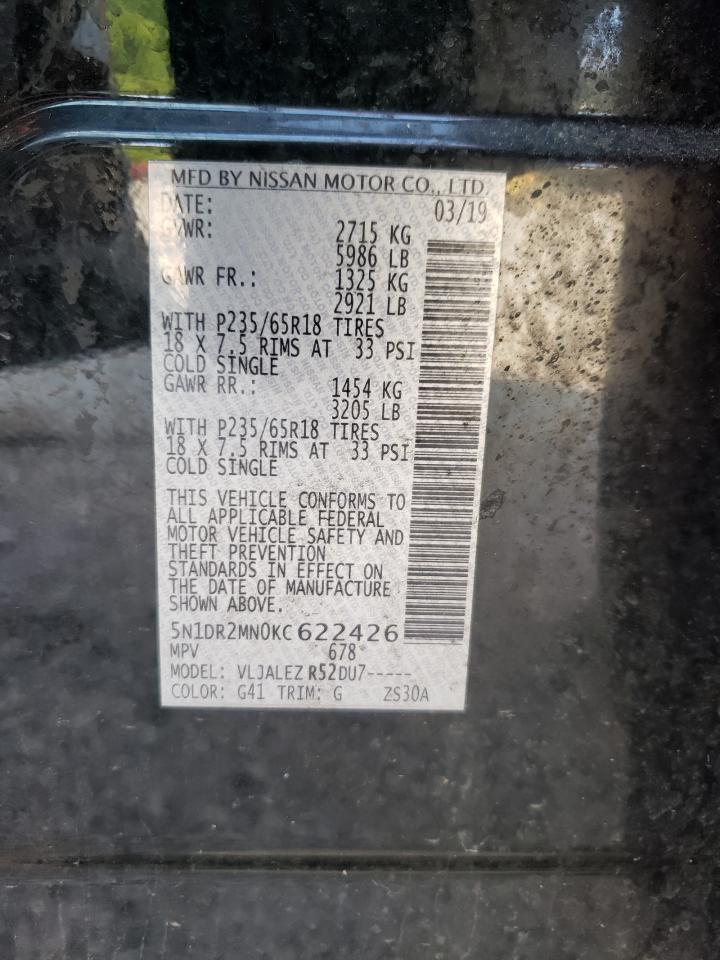 MFD BY NISSAN MOTOR CO., LTD.
DATE: 03/19
GVWR: 2715 KG
5986 LB
GAWR FR.: 1325 KG
2921 LB
WITH P235/65R18 TIRES
18 X 7.5 RIMS AT 33 PSI
COLD SINGLE
GAWR RR.: 1454 KG
3205 LB
WITH P235/65R18 TIRES
18 X 7.5 RIMS AT 33 PSI
COLD SINGLE
THIS VEHICLE CONFORMS TO
ALL APPLICABLE FEDERAL
MOTOR VEHICLE SAFETY AND
THEFT PREVENTION
STANDARDS IN EFFECT ON
THE DATE OF MANUFACTURE
SHOWN ABOVE.
5N1DR2MN0KC622426
MPV 678
MODEL: VLJALEZ R52DU7-----
COLOR: G41 TRIM: G ZS30A